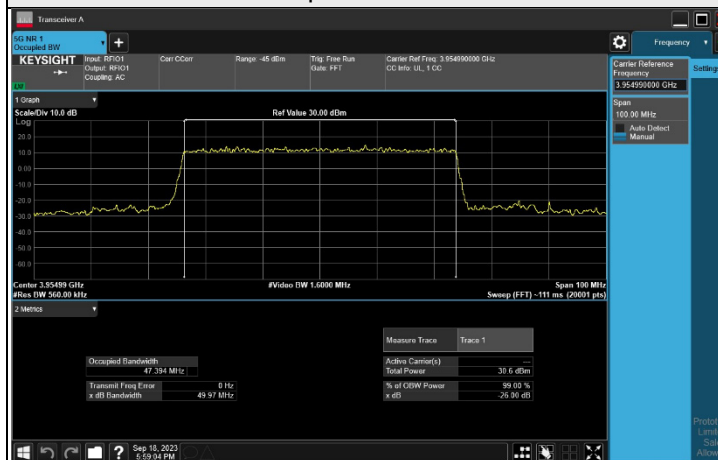 Transceiver A
5G NR 1
Occupied BW
Frequency
KEYSIGHT
Input: RFIO1
Output: RFIO1
Coupling: AC
Corr CCorr
Range: -45 dBm
Trig: Free Run
Gate: FFT
Carrier Ref Freq: 3.954990000 GHz
CC Info: UL, 1 CC
Carrier Reference
Frequency
3.954990000 GHz
Settings
Span
100.00 MHz
Auto Detect
Manual
1 Graph
Scale/Div 10.0 dB
Ref Value 30.00 dBm
Log
20.0
10.0
0.00
-10.0
-20.0
-30.0
-40.0
-50.0
-60.0
Center 3.95499 GHz
#Video BW 1.6000 MHz
Span 100 MHz
#Res BW 560.00 kHz
Sweep (FFT) ~111 ms (20001 pts)
2 Metrics
Measure Trace
Trace 1
Occupied Bandwidth
47.394 MHz
Active Carrier(s)
---
Total Power
30.6 dBm
Transmit Freq Error
0 Hz
% of OBW Power
99.00 %
x dB Bandwidth
49.97 MHz
x dB
-26.00 dB
Sep 18, 2023
5:59:04 PM